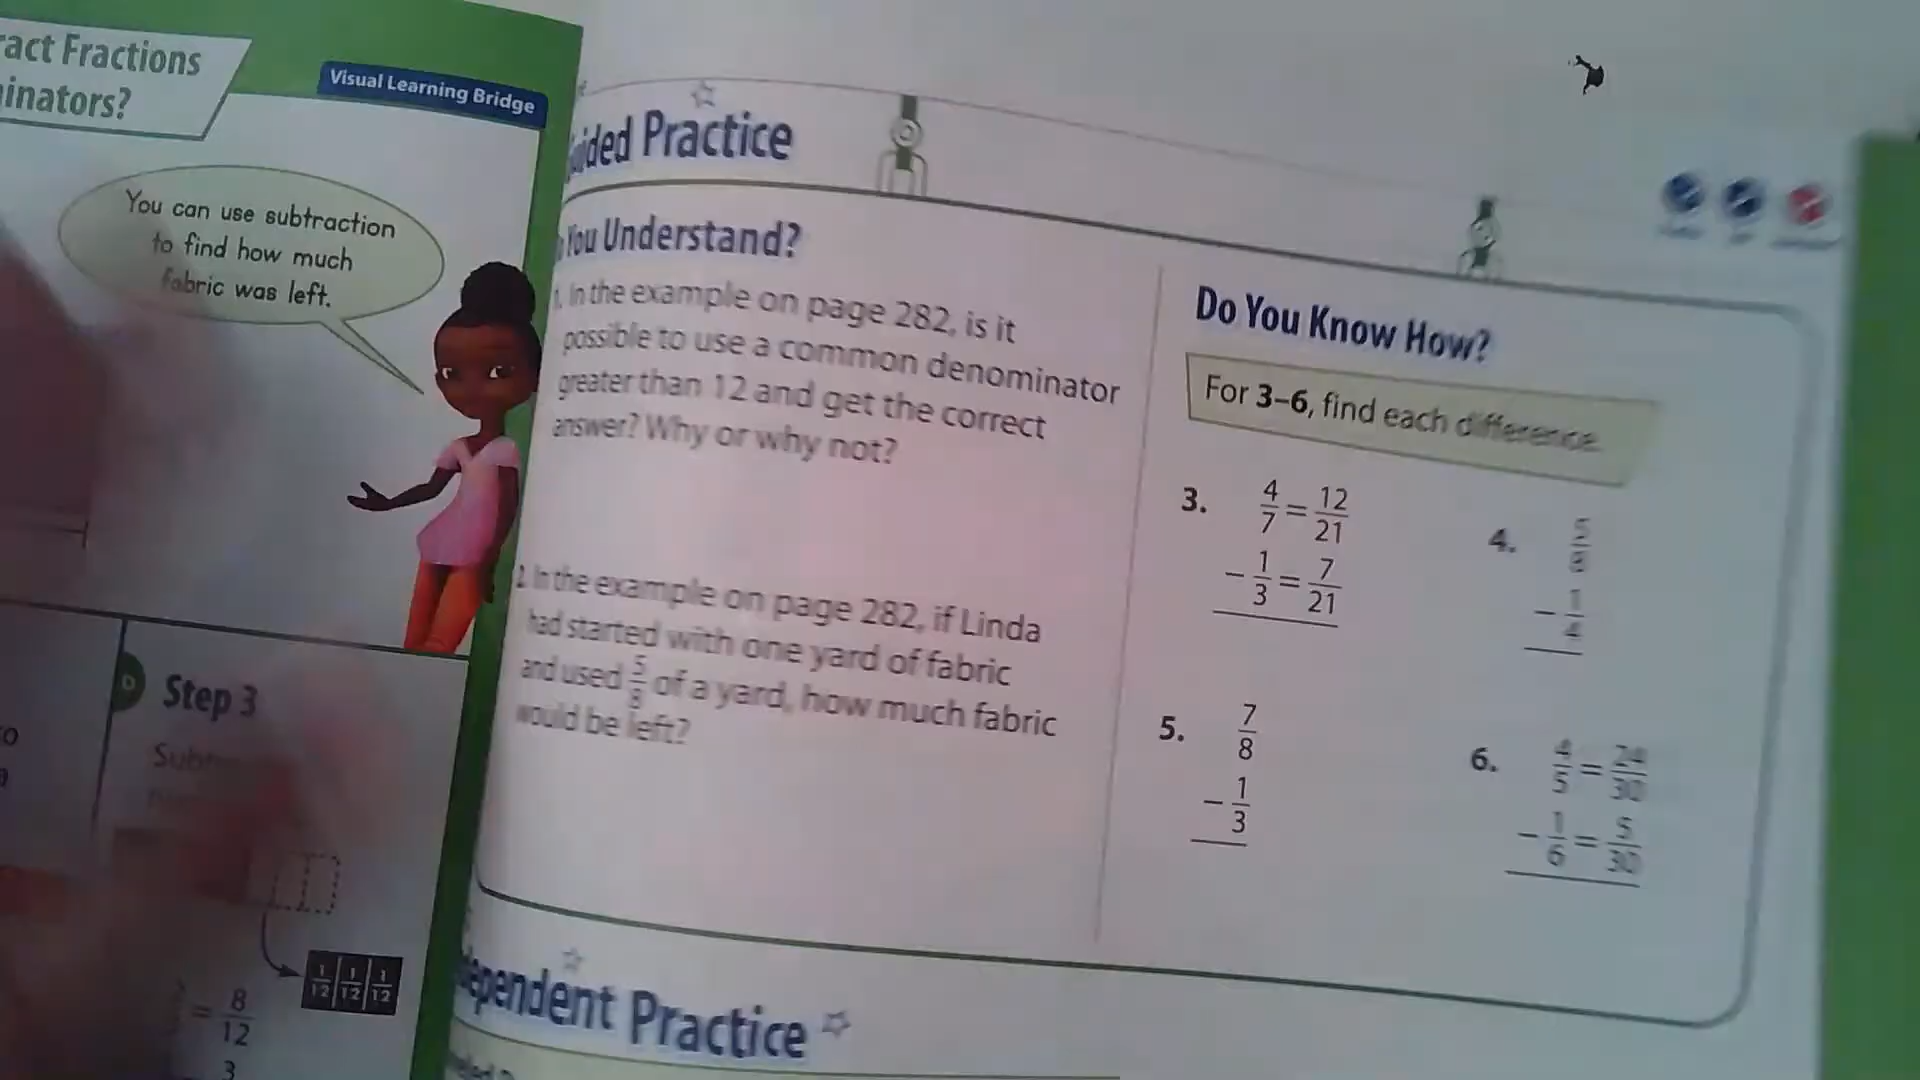 act Fractions
inators?
Visual Learning Bridge
You can use subtraction
to find how much
fabric was left.
D Step 3
= 8/12
3
1/12 1/12 1/12
Practice
You Understand?
1. In the example on page 282, is it
possible to use a common denominator
greater than 12 and get the correct
answer? Why or why not?
2. In the example on page 282, if Linda
had started with one yard of fabric
and used 5/8 of a yard, how much fabric
would be left?
Do You Know How?
For 3–6, find each difference.
3. 4/7 = 12/21
− 1/3 = 7/21
4. 5/8
− 1/4
5. 7/8
− 1/3
6. 4/5 = 24/30
− 1/6 = 5/30
Practice